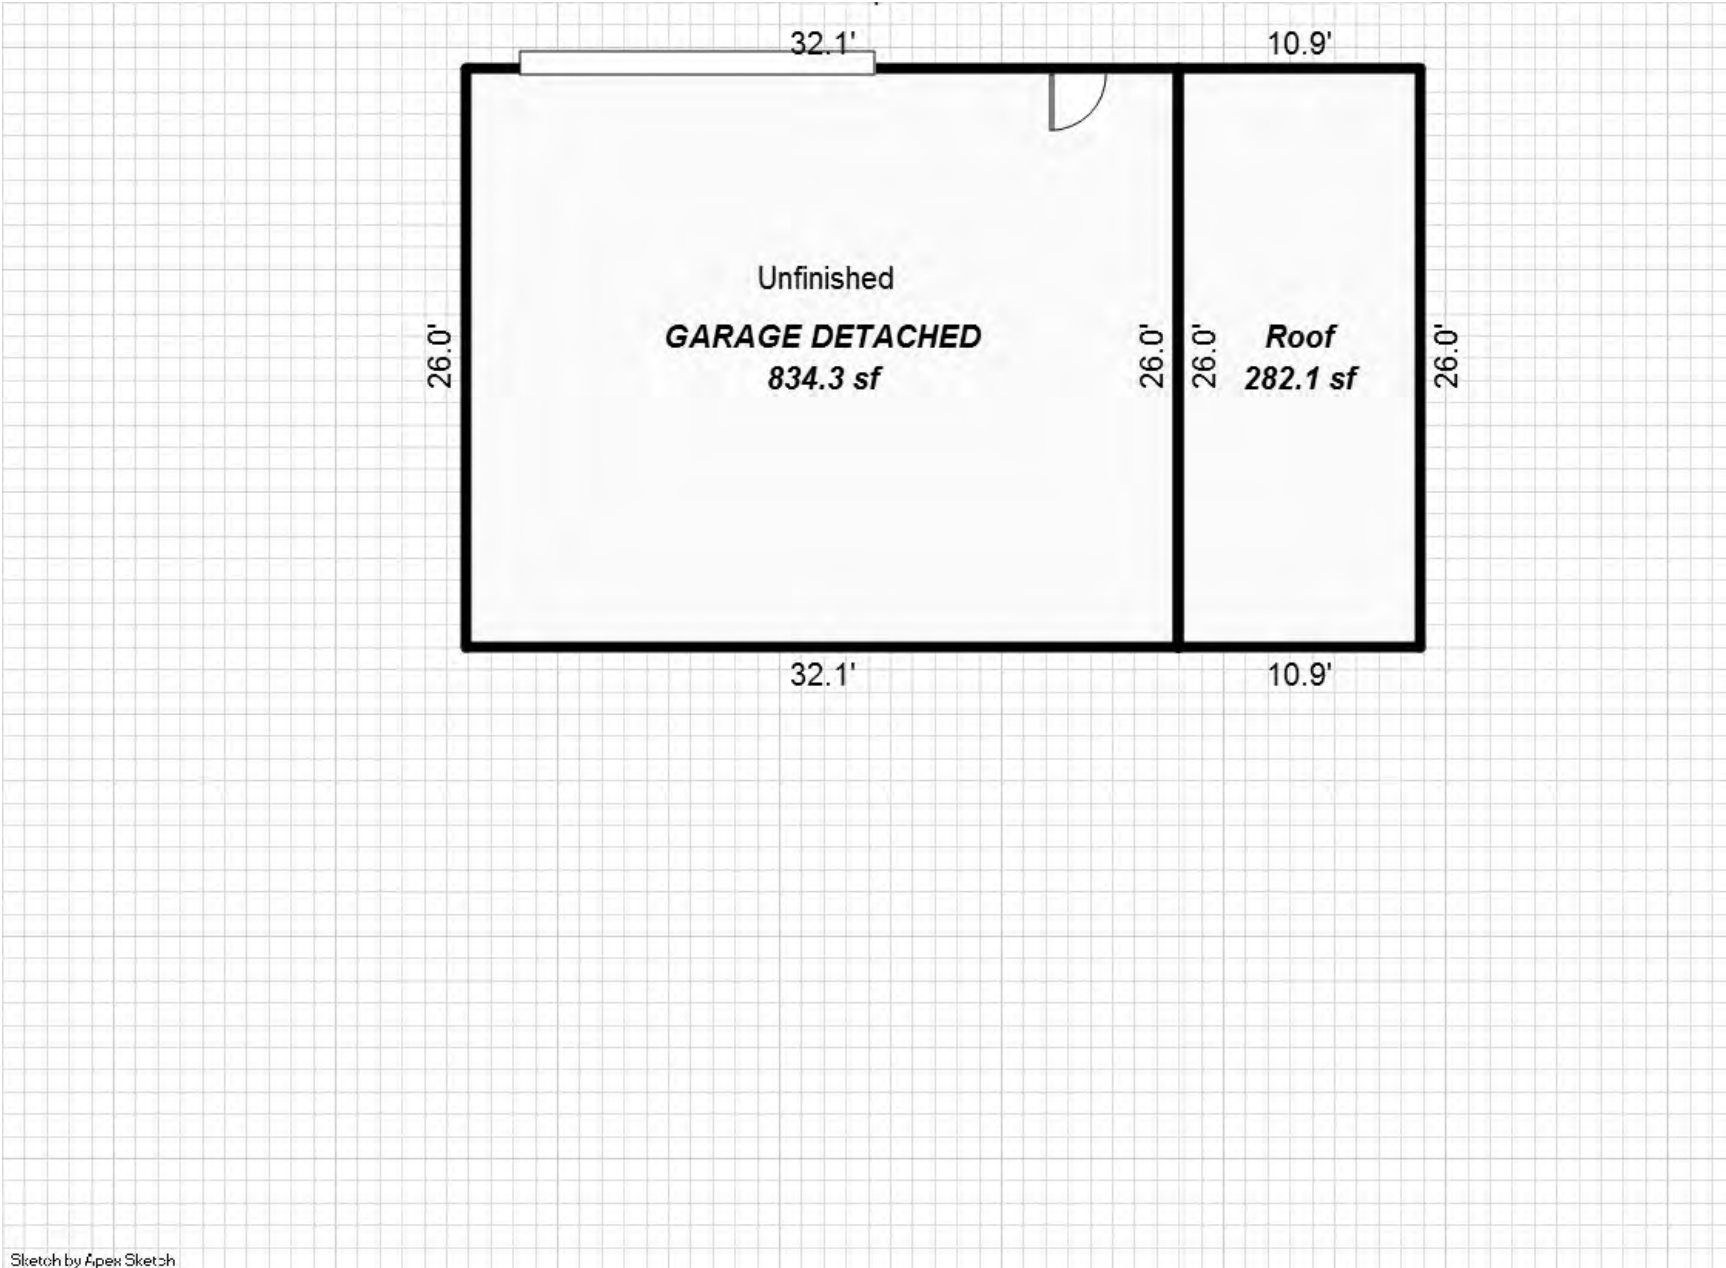 32.1'
10.9'
Unfinished
GARAGE DETACHED
834.3 sf
26.0'
26.0'
26.0'
Roof
282.1 sf
26.0'
32.1'
10.9'
Sketch by Apex Sketch